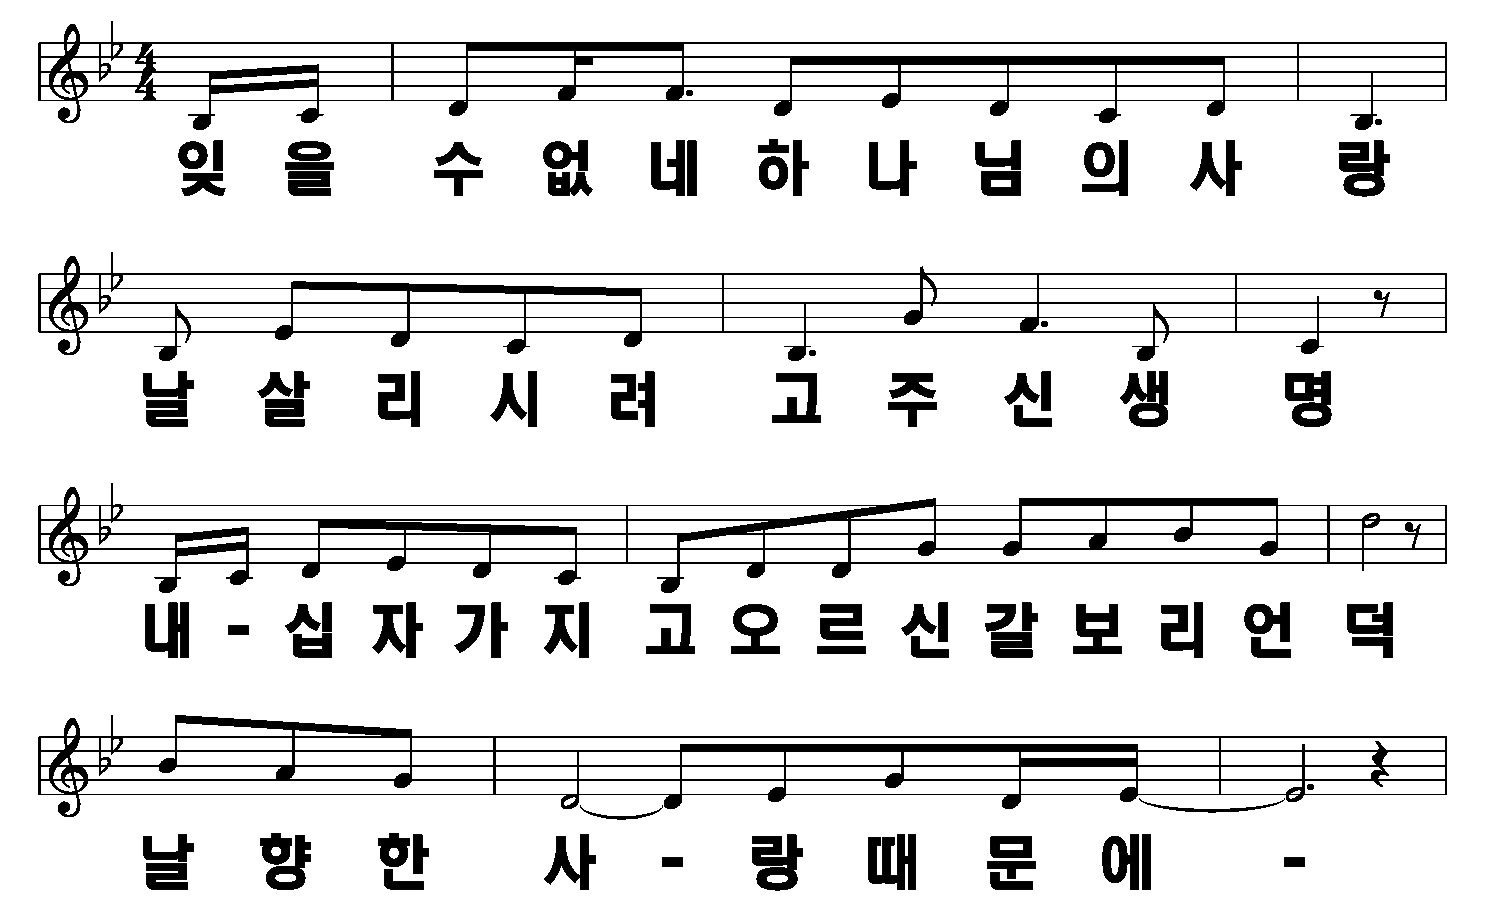 4/4
잊을 수없네하나님의사 랑
날 살리시려 고주신생 명
내-십자가지 고오르신갈보리언 덕
날향한 사-랑때문에 -